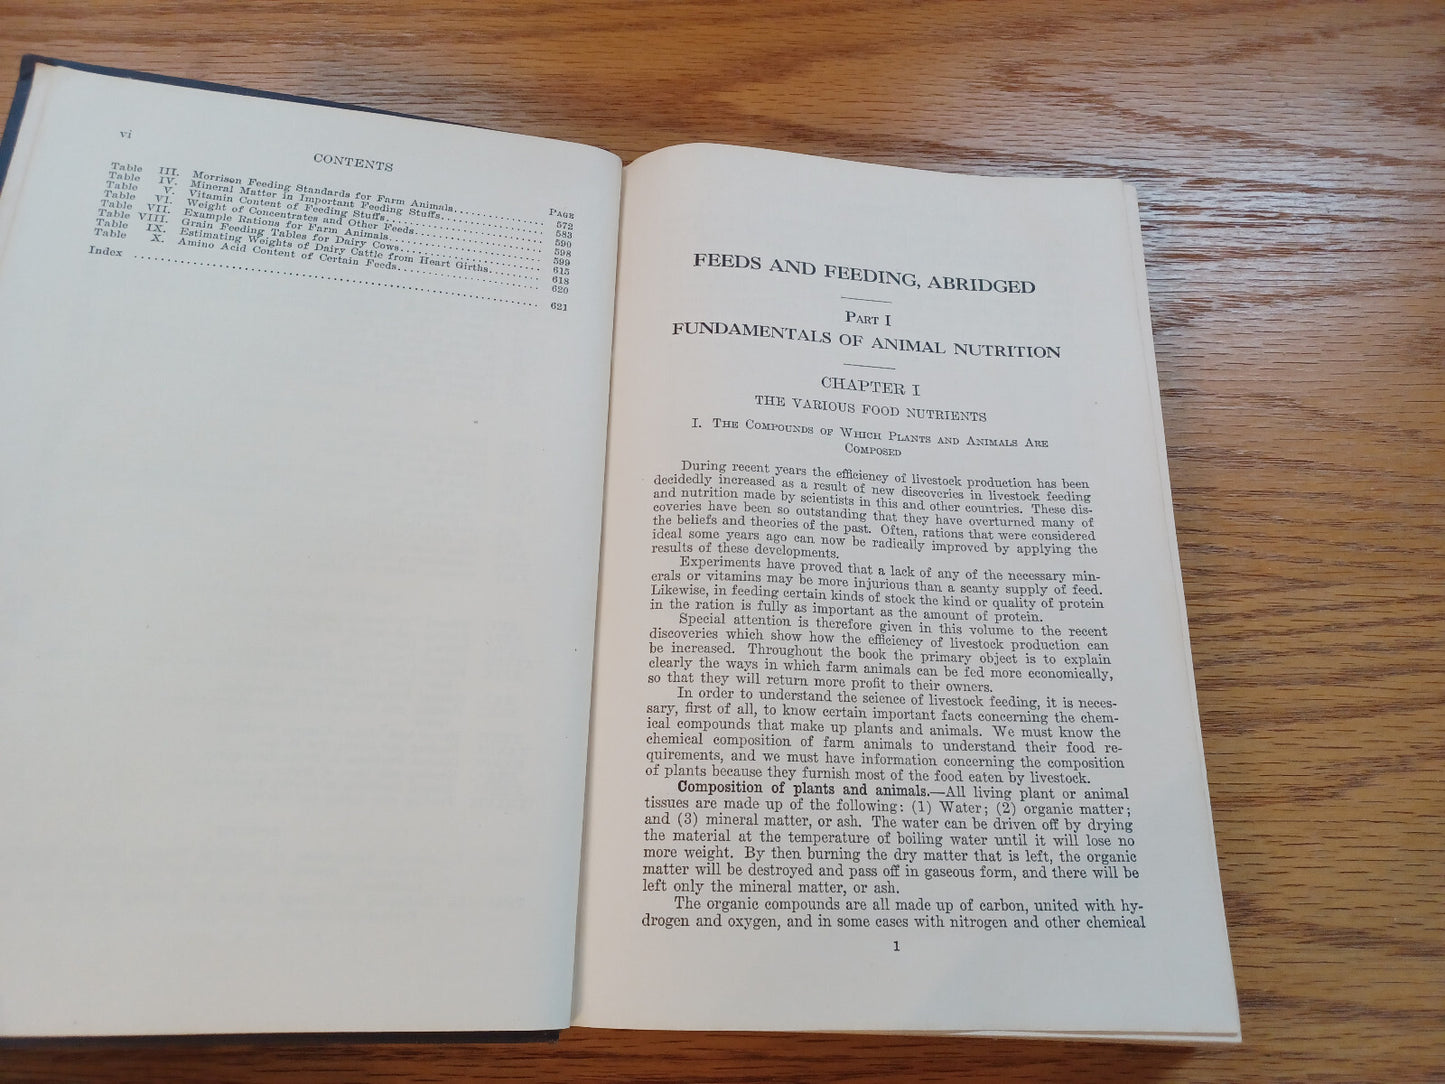 vi
CONTENTS
PAGE
Table III. Morrison Feeding Standards for Farm Animals 572
Table IV. Mineral Matter in Important Feeding Stuffs 583
Table V. Vitamin Content of Feeding Stuffs 590
Table VI. Weight of Concentrates and Other Feeds 598
Table VII. Example Rations for Farm Animals 599
Table VIII. Grain Feeding Tables for Dairy Cows 615
Table IX. Estimating Weights of Dairy Cattle from Heart Girths 618
Table X. Amino Acid Content of Certain Feeds 620
Index 621
FEEDS AND FEEDING, ABRIDGED
PART I
FUNDAMENTALS OF ANIMAL NUTRITION
CHAPTER I
THE VARIOUS FOOD NUTRIENTS
I. THE COMPOUNDS OF WHICH PLANTS AND ANIMALS ARE
COMPOSED
During recent years the efficiency of livestock production has been
decidedly increased as a result of new discoveries in livestock feeding
and nutrition made by scientists in this and other countries. These dis-
coveries have been so outstanding that they have overturned many of
the beliefs and theories of the past. Often, rations that were considered
ideal some years ago can now be radically improved by applying the
results of these developments.
Experiments have proved that a lack of any of the necessary min-
erals or vitamins may be more injurious than a scanty supply of feed.
Likewise, in feeding certain kinds of stock the kind or quality of protein
in the ration is fully as important as the amount of protein.
Special attention is therefore given in this volume to the recent
discoveries which show how the efficiency of livestock production can
be increased. Throughout the book the primary object is to explain
clearly the ways in which farm animals can be fed more economically,
so that they will return more profit to their owners.
In order to understand the science of livestock feeding, it is neces-
sary, first of all, to know certain important facts concerning the chem-
ical compounds that make up plants and animals. We must know the
chemical composition of farm animals to understand their food re-
quirements, and we must have information concerning the composition
of plants because they furnish most of the food eaten by livestock.
Composition of plants and animals.—All living plant or animal
tissues are made up of the following: (1) Water; (2) organic matter;
and (3) mineral matter, or ash. The water can be driven off by drying
the material at the temperature of boiling water until it will lose no
more weight. By then burning the dry matter that is left, the organic
matter will be destroyed and pass off in gaseous form, and there will be
left only the mineral matter, or ash.
The organic compounds are all made up of carbon, united with hy-
drogen and oxygen, and in some cases with nitrogen and other chemical
1